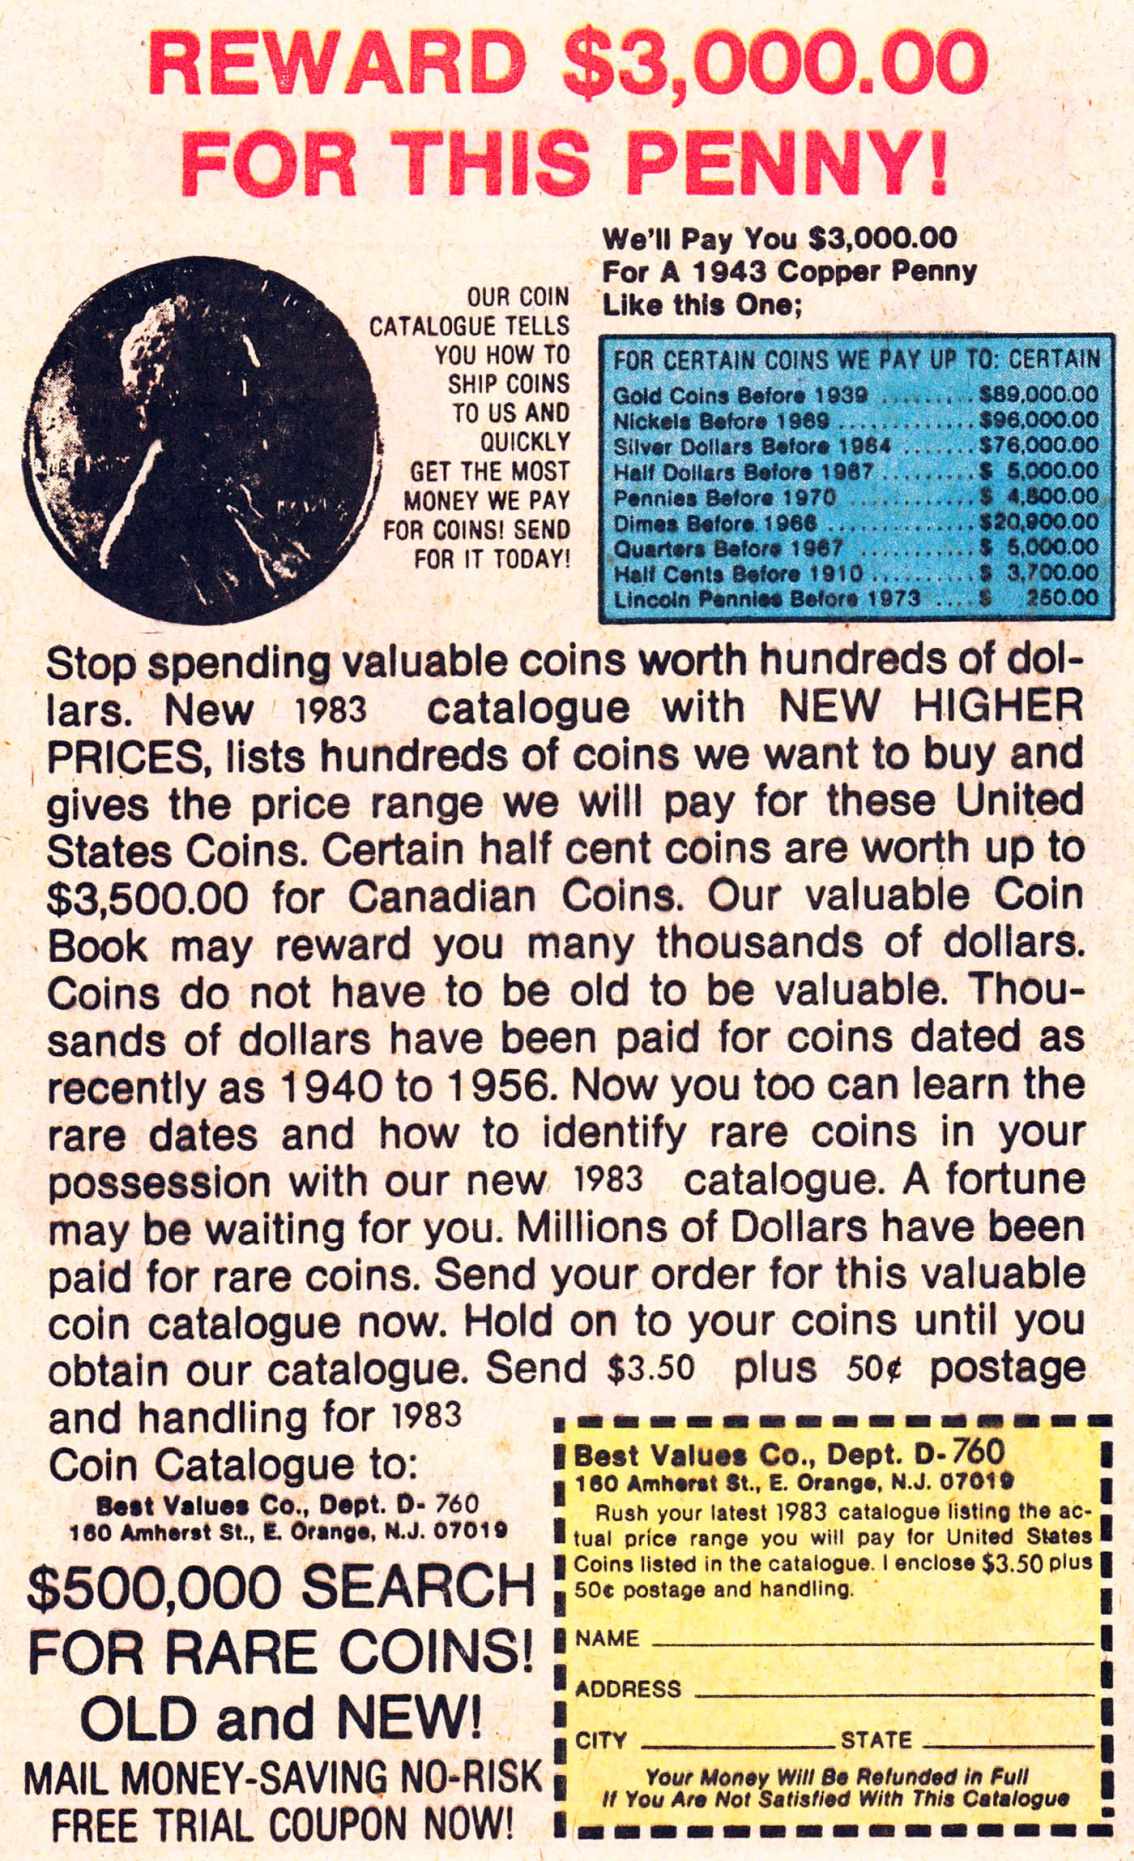 REWARD $3,000.00
FOR THIS PENNY!
OUR COIN
CATALOGUE TELLS
YOU HOW TO
SHIP COINS
TO US AND
QUICKLY
GET THE MOST
MONEY WE PAY
FOR COINS! SEND
FOR IT TODAY!
We'll Pay You $3,000.00
For A 1943 Copper Penny
Like this One;
FOR CERTAIN COINS WE PAY UP TO: CERTAIN
Gold Coins Before 1939 ......... $89,000.00
Nickels Before 1969 ............. $96,000.00
Silver Dollars Before 1964 ....... $76,000.00
Half Dollars Before 1967 ......... $ 5,000.00
Pennies Before 1970 ............. $ 4,800.00
Dimes Before 1966 .............. $20,900.00
Quarters Before 1967 ........... $ 5,000.00
Half Cents Before 1910 .......... $ 3,700.00
Lincoln Pennies Before 1973 .... $ 250.00
Stop spending valuable coins worth hundreds of dol-
lars. New 1983 catalogue with NEW HIGHER
PRICES, lists hundreds of coins we want to buy and
gives the price range we will pay for these United
States Coins. Certain half cent coins are worth up to
$3,500.00 for Canadian Coins. Our valuable Coin
Book may reward you many thousands of dollars.
Coins do not have to be old to be valuable. Thou-
sands of dollars have been paid for coins dated as
recently as 1940 to 1956. Now you too can learn the
rare dates and how to identify rare coins in your
possession with our new 1983 catalogue. A fortune
may be waiting for you. Millions of Dollars have been
paid for rare coins. Send your order for this valuable
coin catalogue now. Hold on to your coins until you
obtain our catalogue. Send $3.50 plus 50¢ postage
and handling for 1983
Coin Catalogue to:
Best Values Co., Dept. D- 760
160 Amherst St., E. Orange, N.J. 07019
$500,000 SEARCH
FOR RARE COINS!
OLD and NEW!
MAIL MONEY-SAVING NO-RISK
FREE TRIAL COUPON NOW!
Best Values Co., Dept. D-760
160 Amherst St., E. Orange, N.J. 07019
Rush your latest 1983 catalogue listing the ac-
tual price range you will pay for United States
Coins listed in the catalogue. I enclose $3.50 plus
50¢ postage and handling.
NAME
ADDRESS
CITY STATE
Your Money Will Be Refunded in Full
If You Are Not Satisfied With This Catalogue